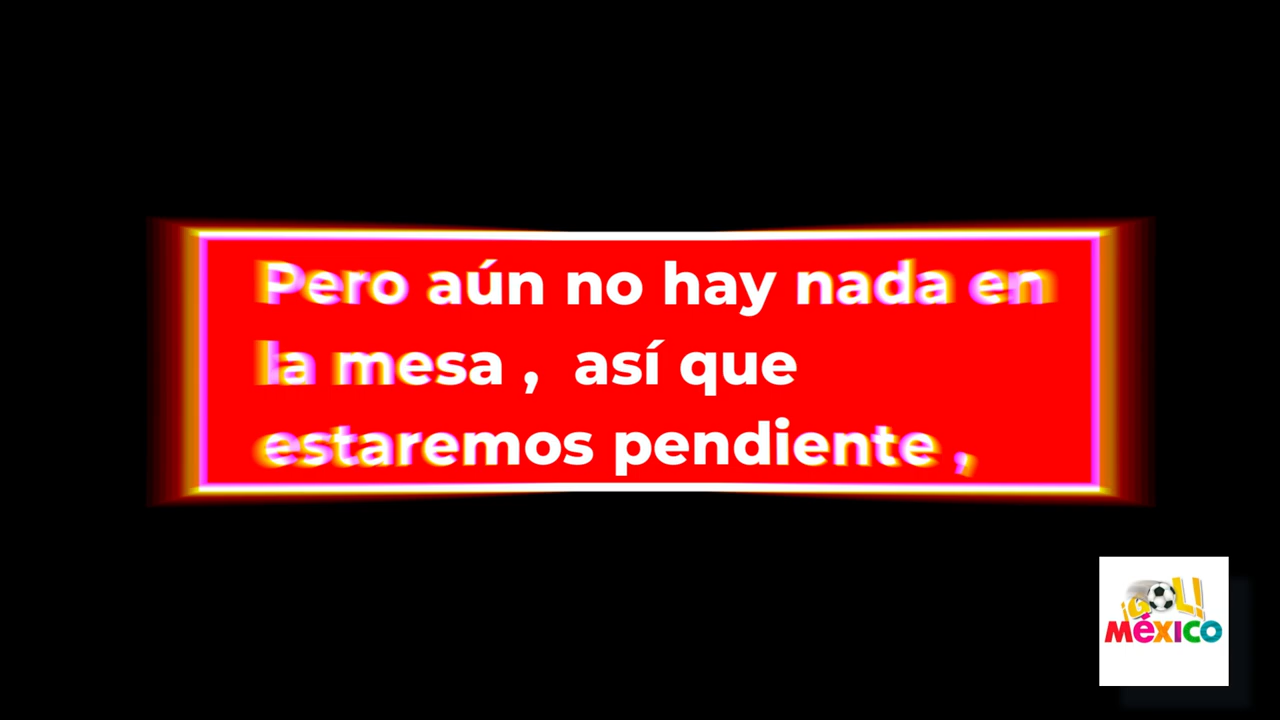 Pero aún no hay nada en
la mesa ,  así que
estaremos pendiente ,
¡GOL!
México